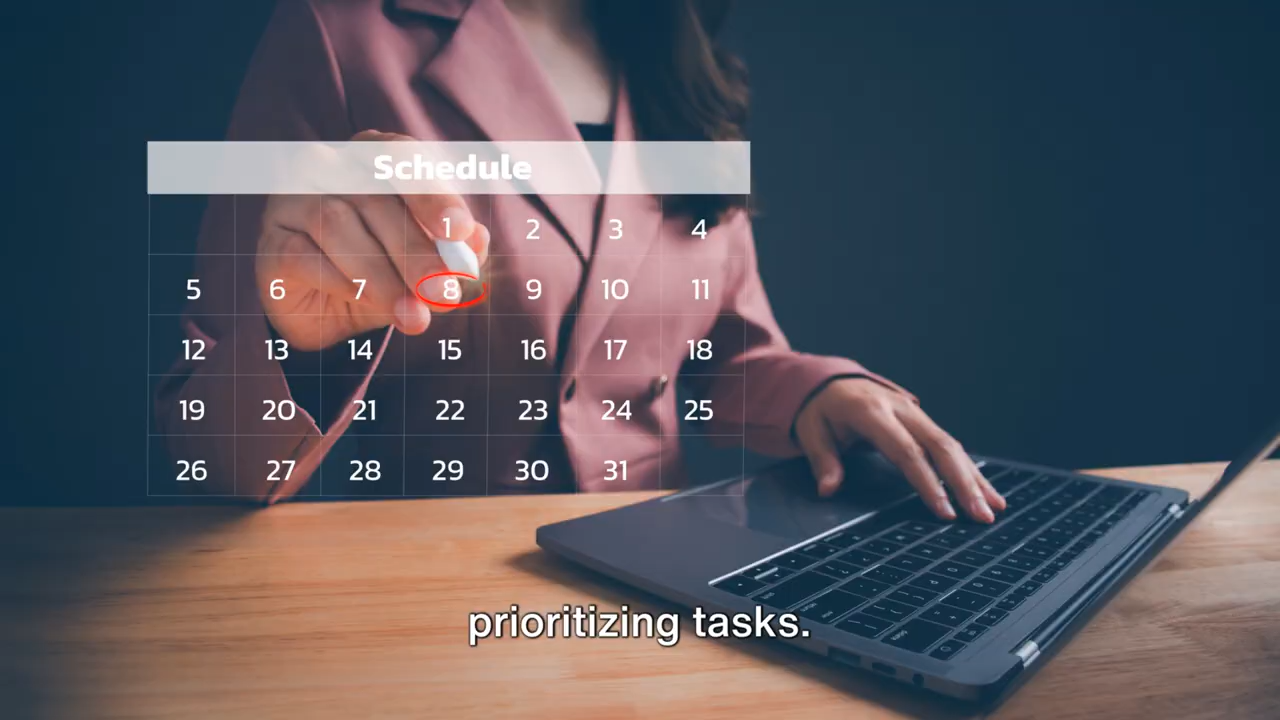 Schedule
1 2 3 4
5 6 7 8 9 10 11
12 13 14 15 16 17 18
19 20 21 22 23 24 25
26 27 28 29 30 31
prioritizing tasks.